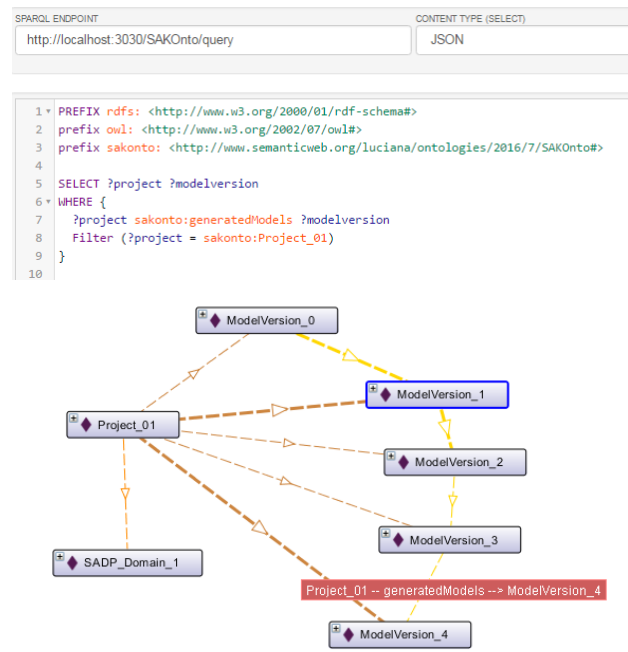 SPARQL ENDPOINT
CONTENT TYPE (SELECT)
http://localhost:3030/SAKOnto/query
JSON
1 PREFIX rdfs: <http://www.w3.org/2000/01/rdf-schema#>
2 prefix owl: <http://www.w3.org/2002/07/owl#>
3 prefix sakonto: <http://www.semanticweb.org/luciana/ontologies/2016/7/SAKOnto#>
4
5 SELECT ?project ?modelversion
6 WHERE {
7 ?project sakonto:generatedModels ?modelversion
8 Filter (?project = sakonto:Project_01)
9 }
10
ModelVersion_0
ModelVersion_1
Project_01
ModelVersion_2
ModelVersion_3
SADP_Domain_1
Project_01 -- generatedModels --> ModelVersion_4
ModelVersion_4